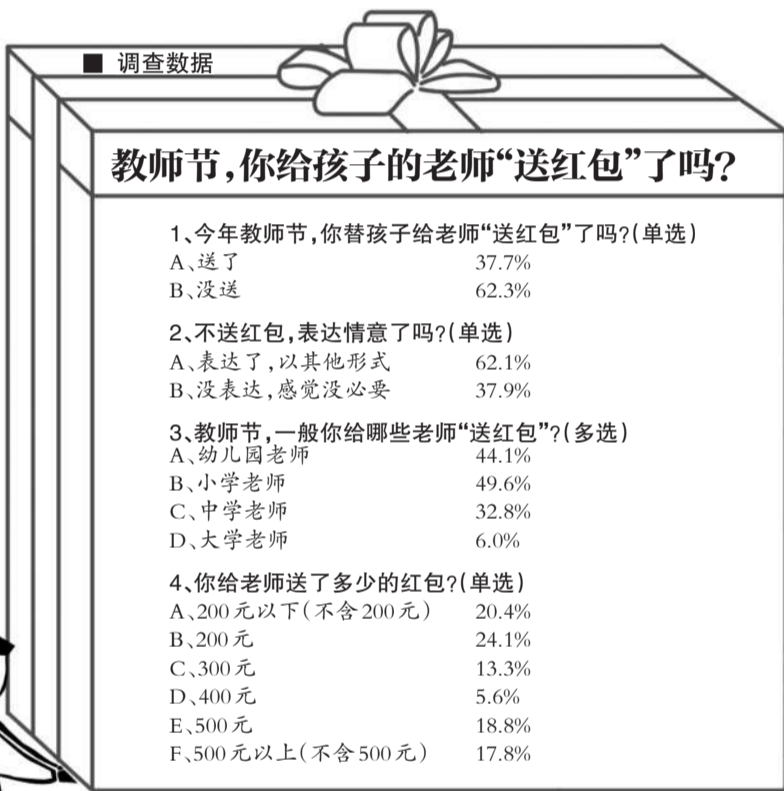 ■ 调查数据
教师节,你给孩子的老师“送红包”了吗?
1、今年教师节,你替孩子给老师“送红包”了吗?(单选)
A、送了 37.7%
B、没送 62.3%
2、不送红包,表达情意了吗?(单选)
A、表达了,以其他形式 62.1%
B、没表达,感觉没必要 37.9%
3、教师节,一般你给哪些老师“送红包”?(多选)
A、幼儿园老师 44.1%
B、小学老师 49.6%
C、中学老师 32.8%
D、大学老师 6.0%
4、你给老师送了多少的红包?(单选)
A、200元以下(不含200元) 20.4%
B、200元 24.1%
C、300元 13.3%
D、400元 5.6%
E、500元 18.8%
F、500元以上(不含500元) 17.8%